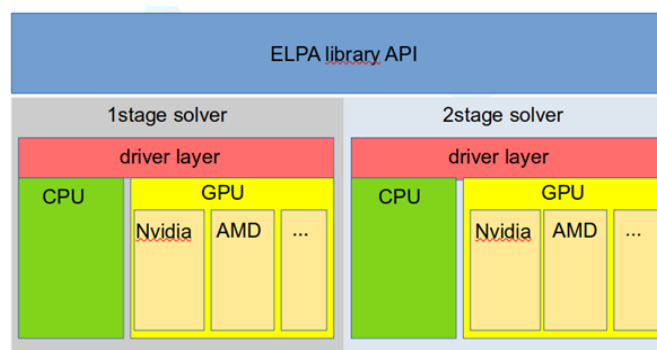 ELPA library API
1stage solver
2stage solver
driver layer
driver layer
CPU
GPU
CPU
GPU
Nvidia
AMD
...
Nvidia
AMD
...